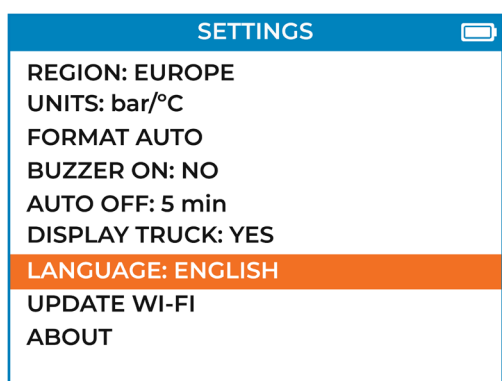 SETTINGS
REGION: EUROPE
UNITS: bar/ºC
FORMAT AUTO
BUZZER ON: NO
AUTO OFF: 5 min
DISPLAY TRUCK: YES
LANGUAGE: ENGLISH
UPDATE WI-FI
ABOUT